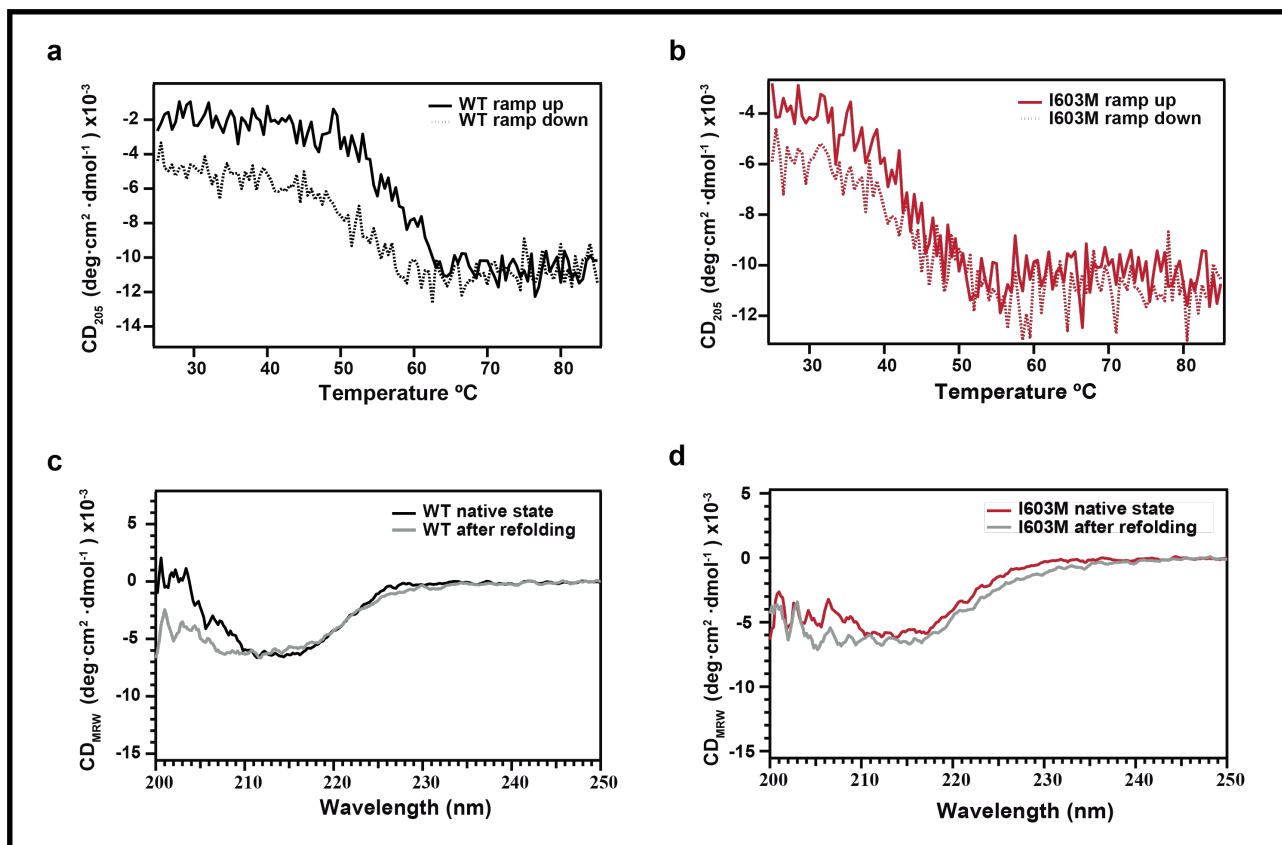 a
WT ramp up
WT ramp down
CD205 (deg·cm² ·dmol⁻¹ ) x10⁻³
-2
-4
-6
-8
-10
-12
-14
30 40 50 60 70 80
Temperature ºC
b
I603M ramp up
I603M ramp down
CD205 (deg·cm² ·dmol⁻¹ ) x10⁻³
-4
-6
-8
-10
-12
30 40 50 60 70 80
Temperature ºC
c
WT native state
WT after refolding
CDMRW (deg·cm² ·dmol⁻¹ ) x10⁻³
5
0
-5
-10
-15
200 210 220 230 240 250
Wavelength (nm)
d
I603M native state
I603M after refolding
CDMRW (deg·cm² ·dmol⁻¹ ) x10⁻³
5
0
-5
-10
-15
200 210 220 230 240 250
Wavelength (nm)